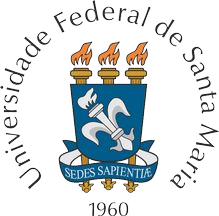 Universidade Federal de Santa Maria
SEDES SAPIENTIÆ
1960